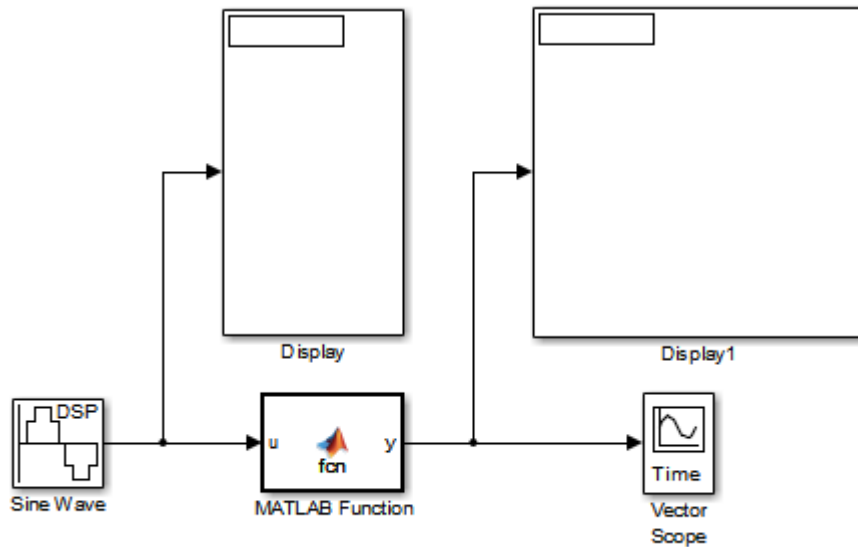 Display
Display1
DSP
Sine Wave
u
fcn
y
MATLAB Function
Time
Vector
Scope